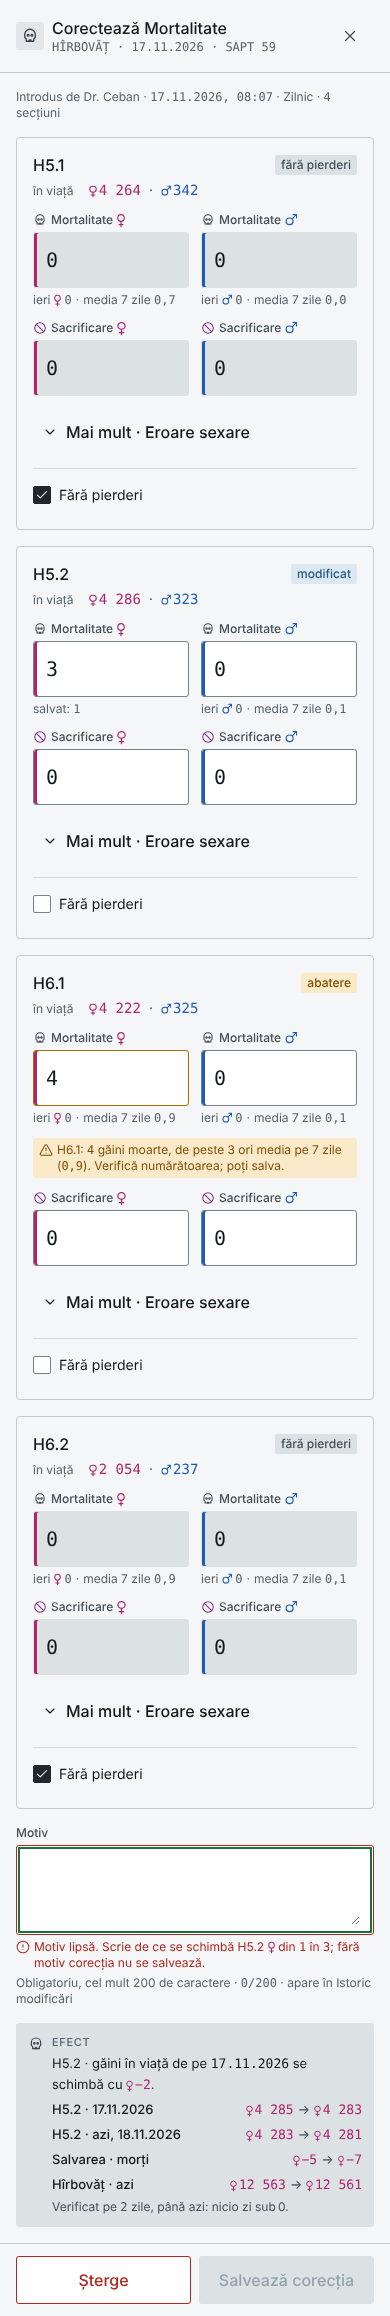 Corectează Mortalitate
HÎRBOVĂȚ · 17.11.2026 · SAPT 59
Introdus de Dr. Ceban · 17.11.2026, 08:07 · Zilnic · 4
secțiuni
H5.1 fără pierderi
în viață ♀4 264 · ♂342
Mortalitate ♀ Mortalitate ♂
0 0
ieri ♀ 0 · media 7 zile 0,7 ieri ♂ 0 · media 7 zile 0,0
Sacrificare ♀ Sacrificare ♂
0 0
Mai mult · Eroare sexare
Fără pierderi
H5.2 modificat
în viață ♀4 286 · ♂323
Mortalitate ♀ Mortalitate ♂
3 0
salvat: 1 ieri ♂ 0 · media 7 zile 0,1
Sacrificare ♀ Sacrificare ♂
0 0
Mai mult · Eroare sexare
Fără pierderi
H6.1 abatere
în viață ♀4 222 · ♂325
Mortalitate ♀ Mortalitate ♂
4 0
ieri ♀ 0 · media 7 zile 0,9 ieri ♂ 0 · media 7 zile 0,1
H6.1: 4 găini moarte, de peste 3 ori media pe 7 zile
(0,9). Verifică numărătoarea; poți salva.
Sacrificare ♀ Sacrificare ♂
0 0
Mai mult · Eroare sexare
Fără pierderi
H6.2 fără pierderi
în viață ♀2 054 · ♂237
Mortalitate ♀ Mortalitate ♂
0 0
ieri ♀ 0 · media 7 zile 0,9 ieri ♂ 0 · media 7 zile 0,1
Sacrificare ♀ Sacrificare ♂
0 0
Mai mult · Eroare sexare
Fără pierderi
Motiv
Motiv lipsă. Scrie de ce se schimbă H5.2 ♀ din 1 în 3; fără
motiv corecția nu se salvează.
Obligatoriu, cel mult 200 de caractere · 0/200 · apare în Istoric
modificări
EFECT
H5.2 · găini în viață de pe 17.11.2026 se
schimbă cu ♀−2.
H5.2 · 17.11.2026 ♀4 285 → ♀4 283
H5.2 · azi, 18.11.2026 ♀4 283 → ♀4 281
Salvarea · morți ♀−5 → ♀−7
Hîrbovăț · azi ♀12 563 → ♀12 561
Verificat pe 2 zile, până azi: nicio zi sub 0.
Șterge Salvează corecția